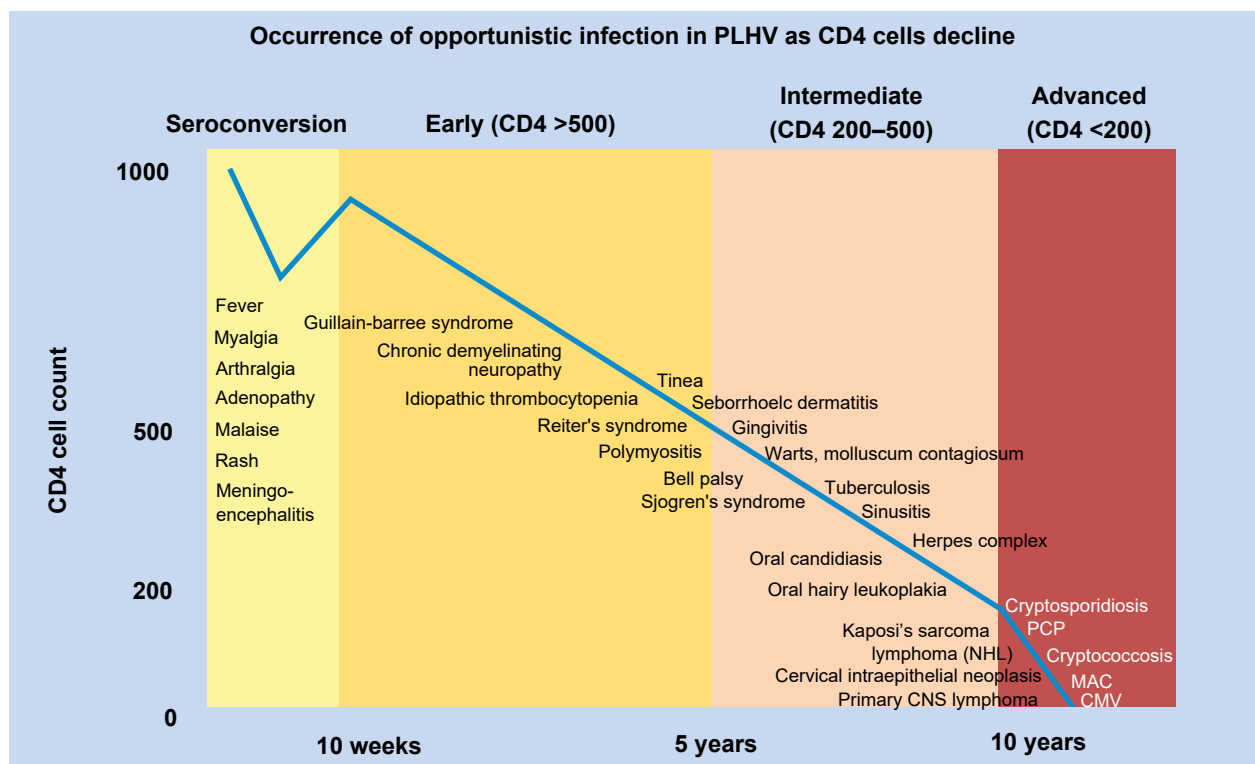 Occurrence of opportunistic infection in PLHV as CD4 cells decline
Seroconversion
Early (CD4 >500)
Intermediate
(CD4 200–500)
Advanced
(CD4 <200)
CD4 cell count
1000
500
200
0
Fever
Myalgia
Arthralgia
Adenopathy
Malaise
Rash
Meningo-
encephalitis
Guillain-barree syndrome
Chronic demyelinating
neuropathy
Idiopathic thrombocytopenia
Reiter's syndrome
Polymyositis
Bell palsy
Sjogren's syndrome
Tinea
Seborrhoelc dermatitis
Gingivitis
Warts, molluscum contagiosum
Tuberculosis
Sinusitis
Herpes complex
Oral candidiasis
Oral hairy leukoplakia
Kaposi's sarcoma
lymphoma (NHL)
Cervical intraepithelial neoplasis
Primary CNS lymphoma
Cryptosporidiosis
PCP
Cryptococcosis
MAC
CMV
10 weeks
5 years
10 years